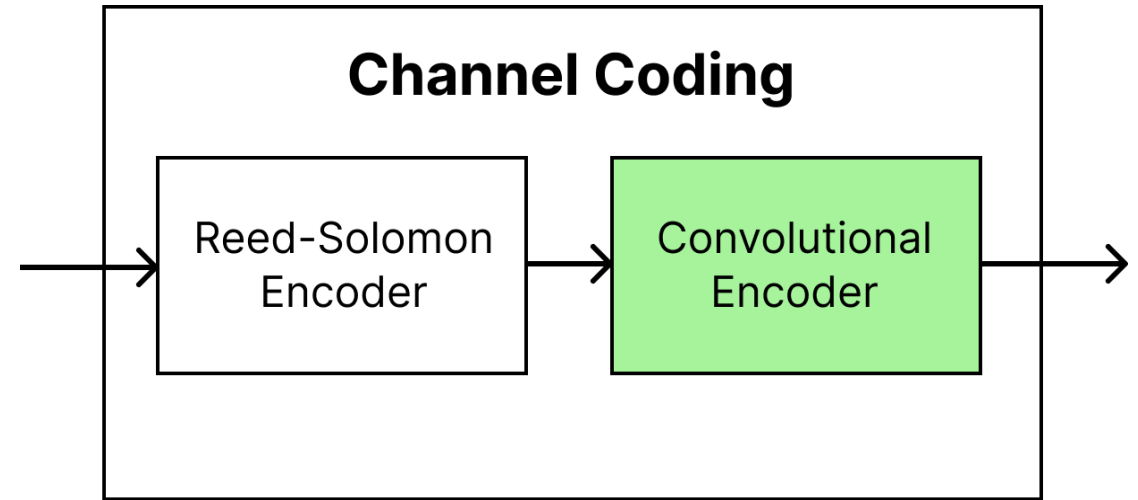 Channel Coding
Reed-Solomon
Encoder
Convolutional
Encoder